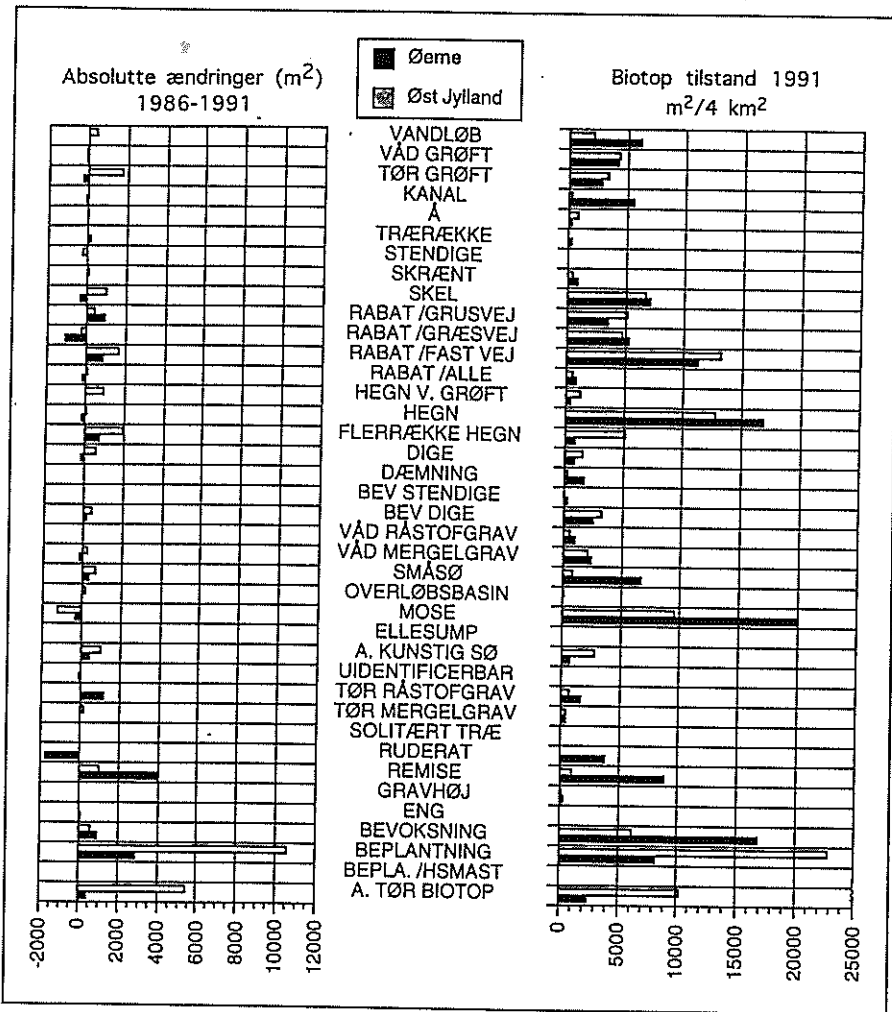 Øerne
Øst Jylland
Absolutte ændringer (m2)
1986-1991
Biotop tilstand 1991
m2/4 km2
VANDLØB
VÅD GRØFT
TØR GRØFT
KANAL
Å
TRÆRÆKKE
STENDIGE
SKRÆNT
SKEL
RABAT /GRUSVEJ
RABAT /GRÆSVEJ
RABAT /FAST VEJ
RABAT /ALLE
HEGN V. GRØFT
HEGN
FLERRÆKKE HEGN
DIGE
DÆMNING
BEV STENDIGE
BEV DIGE
VÅD RÅSTOFGRAV
VÅD MERGELGRAV
SMÅSØ
OVERLØBSBASIN
MOSE
ELLESUMP
A. KUNSTIG SØ
UIDENTIFICERBAR
TØR RÅSTOFGRAV
TØR MERGELGRAV
SOLITÆRT TRÆ
RUDERAT
REMISE
GRAVHØJ
ENG
BEVOKSNING
BEPLANTNING
BEPLA. /HSMAST
A. TØR BIOTOP
-2000 0 2000 4000 6000 8000 10000 12000
0 5000 10000 15000 20000 25000